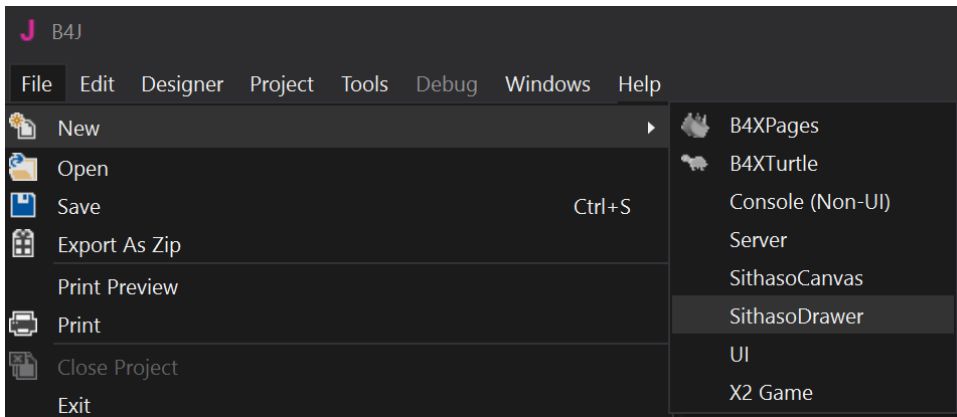 J B4J
File Edit Designer Project Tools Debug Windows Help
New
Open
Save Ctrl+S
Export As Zip
Print Preview
Print
Close Project
Exit
B4XPages
B4XTurtle
Console (Non-UI)
Server
SithasoCanvas
SithasoDrawer
UI
X2 Game